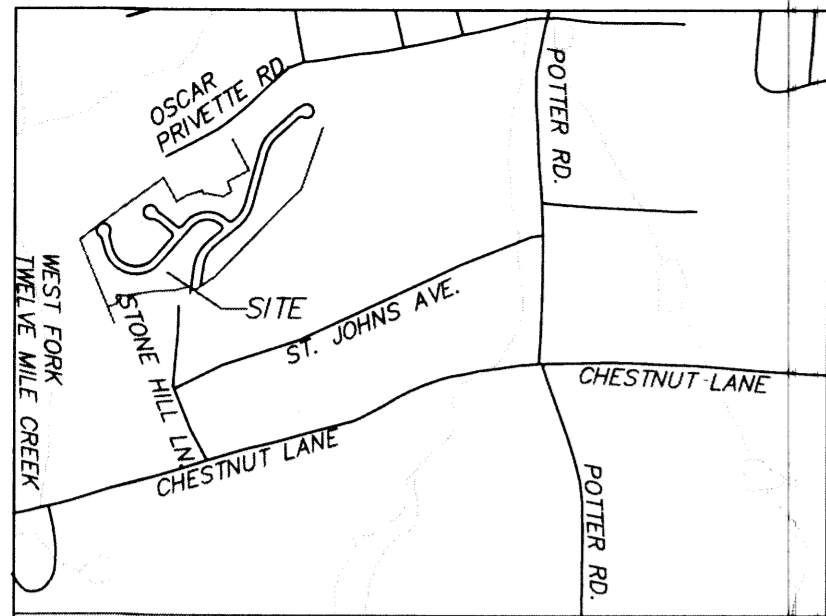 OSCAR
PRIVETTE RD.
POTTER RD.
WEST FORK
TWELVE MILE CREEK
STONE HILL LN.
SITE
ST. JOHNS AVE.
CHESTNUT LANE
CHESTNUT LANE
POTTER RD.